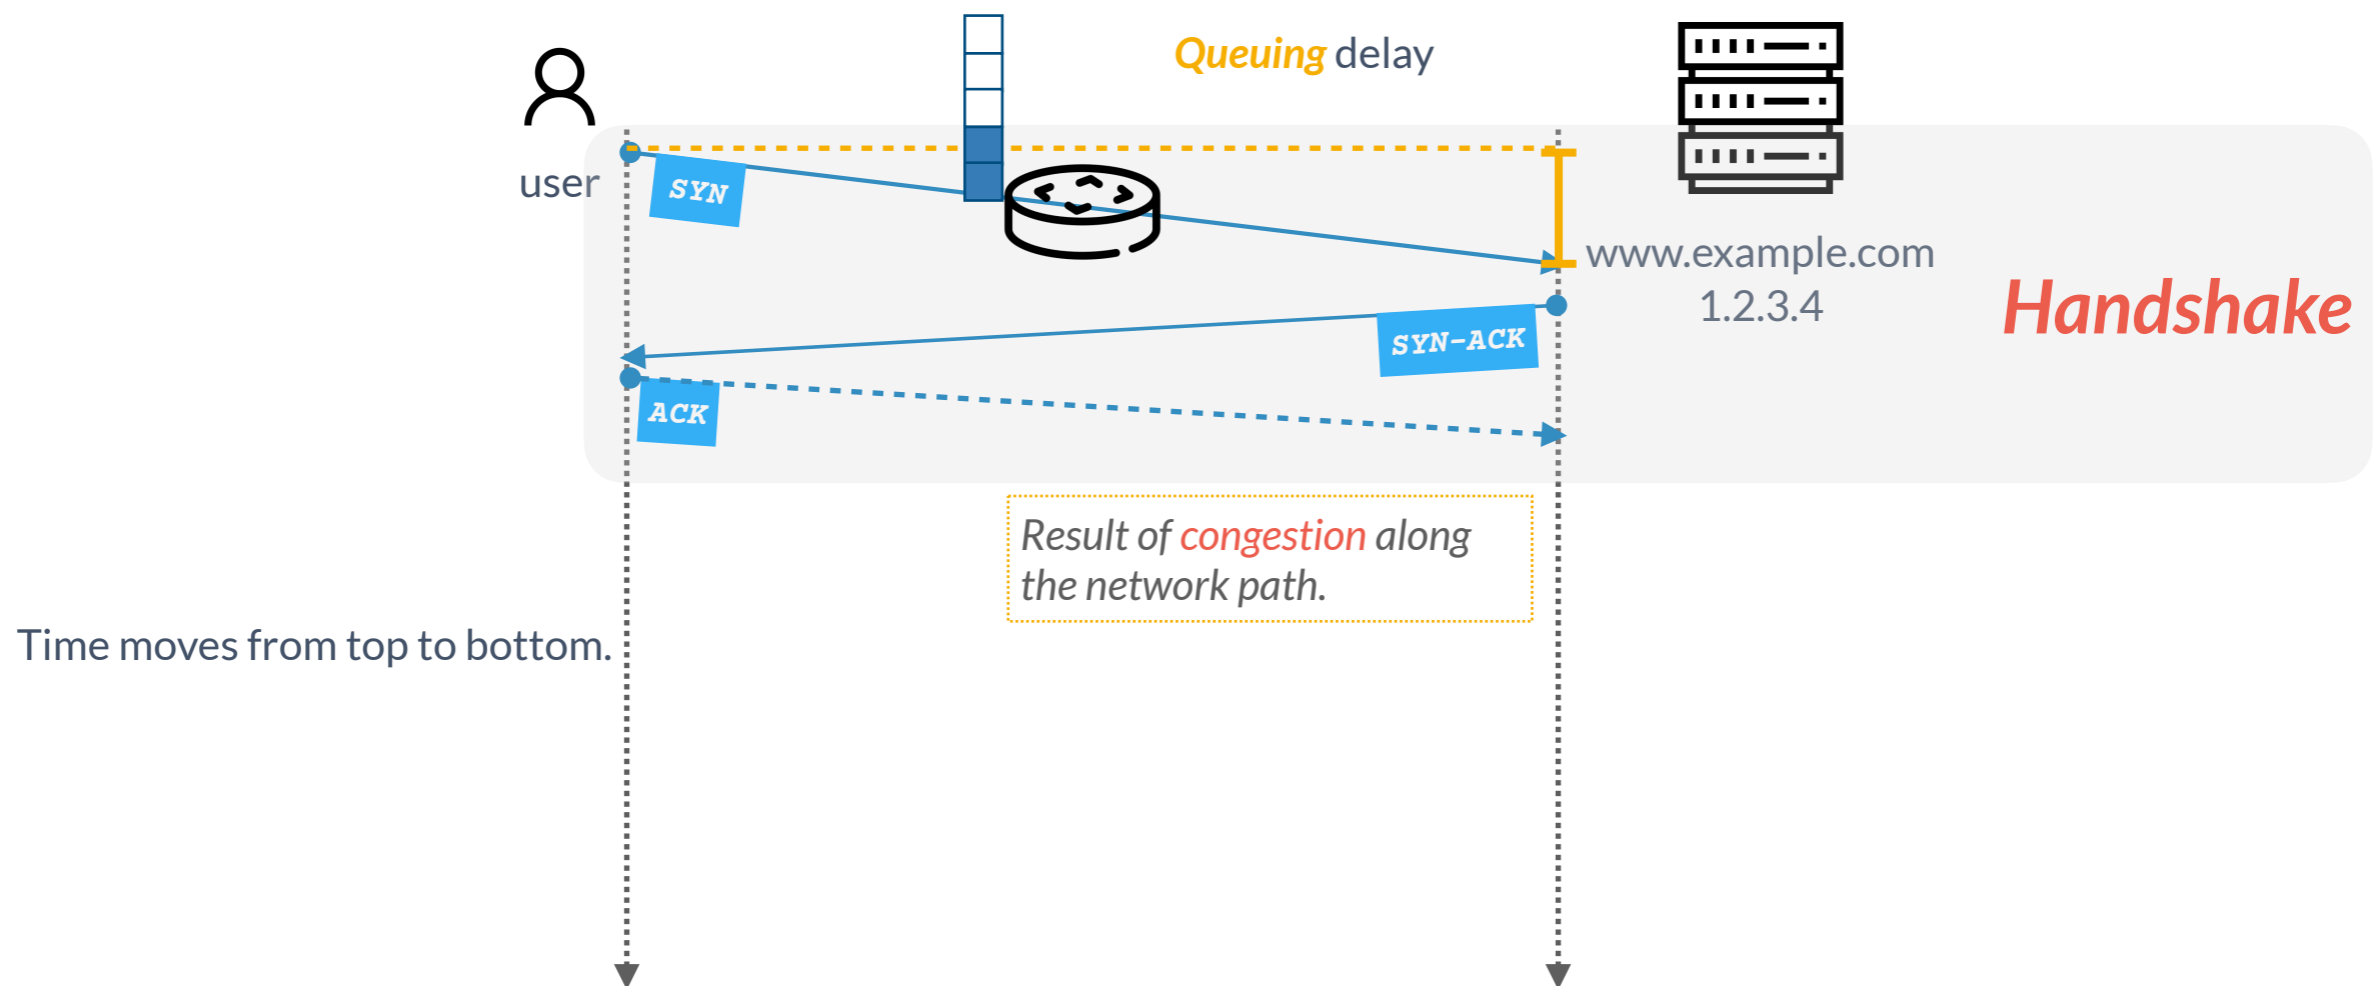 Queuing delay
user
SYN
www.example.com
1.2.3.4
Handshake
SYN-ACK
ACK
Result of congestion along
the network path.
Time moves from top to bottom.